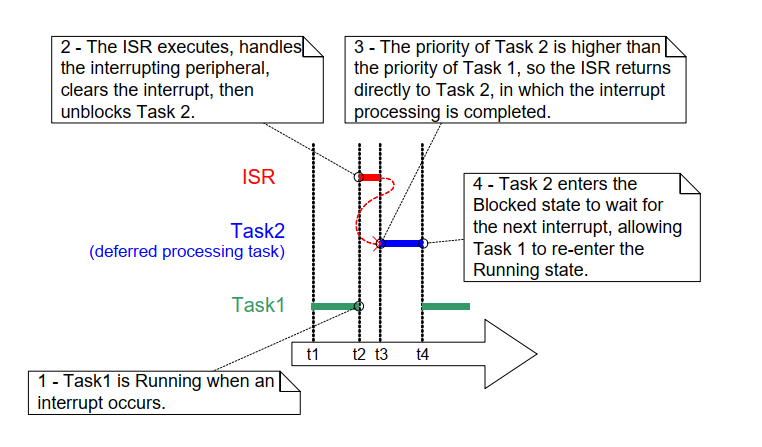 2 - The ISR executes, handles
the interrupting peripheral,
clears the interrupt, then
unblocks Task 2.
3 - The priority of Task 2 is higher than
the priority of Task 1, so the ISR returns
directly to Task 2, in which the interrupt
processing is completed.
ISR
4 - Task 2 enters the
Blocked state to wait for
the next interrupt, allowing
Task 1 to re-enter the
Running state.
Task2
(deferred processing task)
Task1
t1 t2 t3 t4
1 - Task1 is Running when an
interrupt occurs.